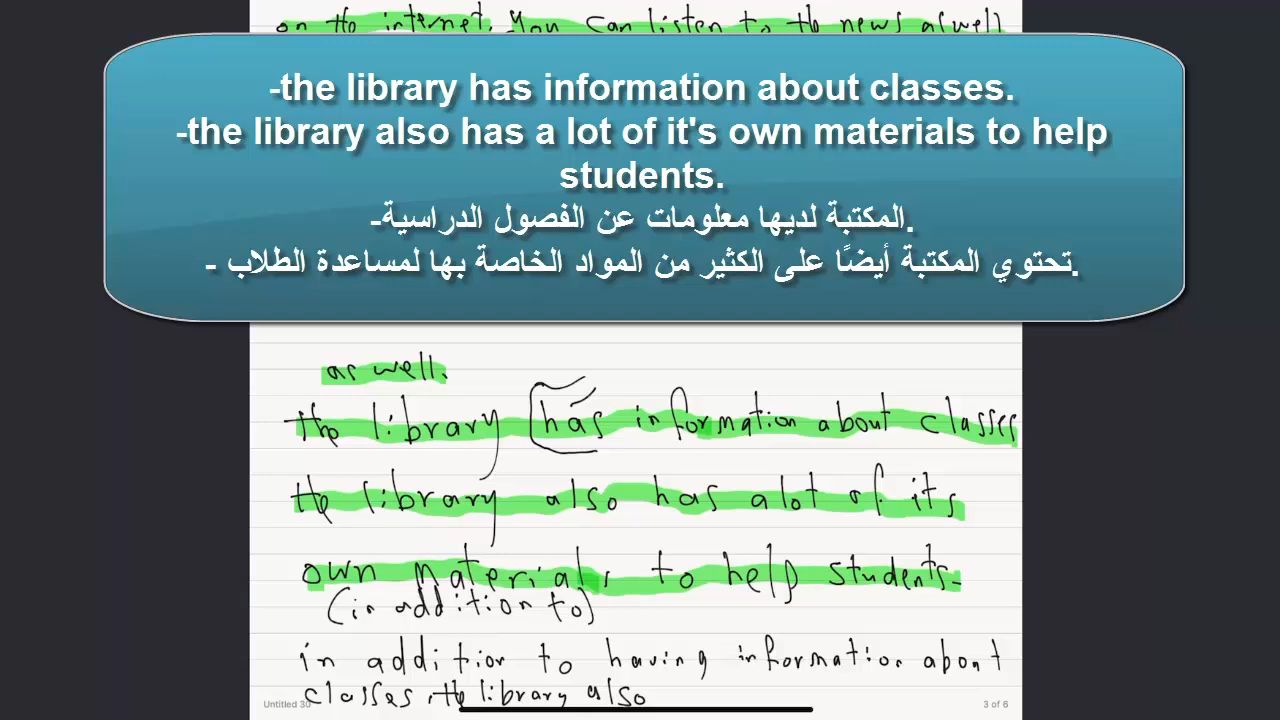 on the internet. You can listen to the news as well
-the library has information about classes.
-the library also has a lot of it's own materials to help
students.
-المكتبة لديها معلومات عن الفصول الدراسية.
- تحتوي المكتبة أيضًا على الكثير من المواد الخاصة بها لمساعدة الطلاب.
as well.
the library has information about classes
the library also has a lot of its
own materials to help students.
(in addition to)
in addition to having information about
classes, the library also
Untitled 30
3 of 6